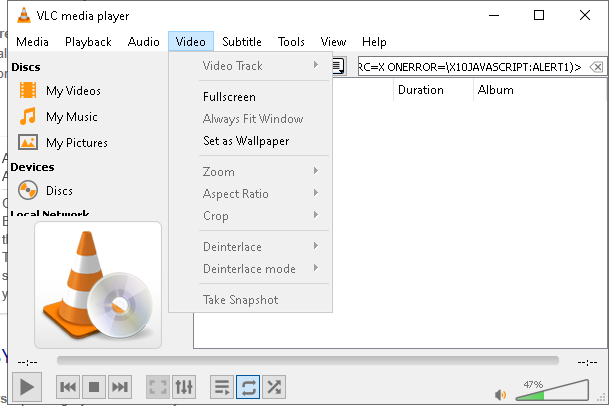 VLC media player
Media Playback Audio Video Subtitle Tools View Help
Discs
My Videos
My Music
My Pictures
Devices
Discs
Local Network
Video Track
Fullscreen
Always Fit Window
Set as Wallpaper
Zoom
Aspect Ratio
Crop
Deinterlace
Deinterlace mode
Take Snapshot
RC=X ONERROR=\X10JAVASCRIPT:ALERT1)>
Duration Album
--:-- --:--
47%